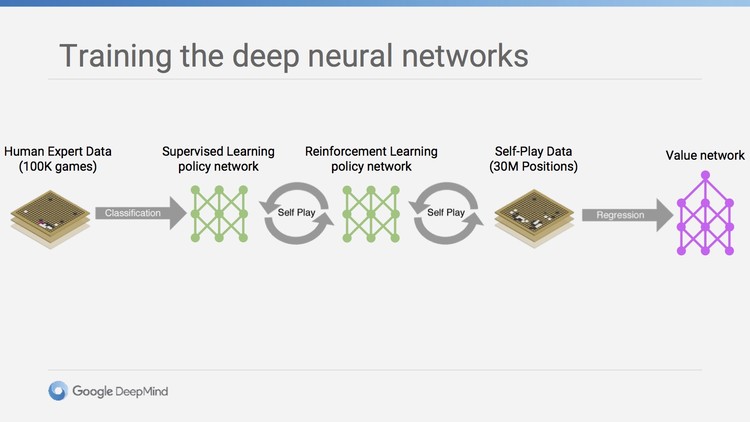 Training the deep neural networks
Human Expert Data
(100K games)
Supervised Learning
policy network
Reinforcement Learning
policy network
Self-Play Data
(30M Positions)
Value network
Classification
Self Play
Self Play
Regression
Google DeepMind